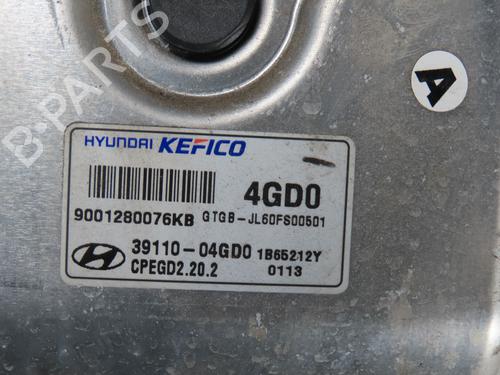 B-PARTS
A
HYUNDAI KEFICO
4GD0
9001280076KB GTGB-JL60FS00501
39110-04GD0 1B65212Y
CPEGD2.20.2 0113